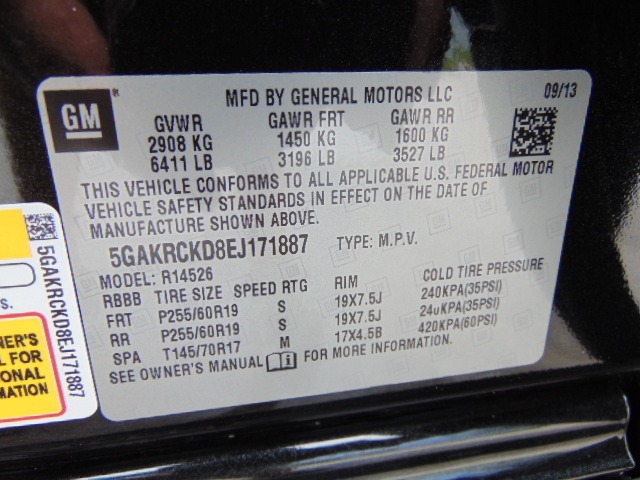 GM
MFD BY GENERAL MOTORS LLC 09/13
GVWR GAWR FRT GAWR RR
2908 KG 1450 KG 1600 KG
6411 LB 3196 LB 3527 LB
THIS VEHICLE CONFORMS TO ALL APPLICABLE U.S. FEDERAL MOTOR
VEHICLE SAFETY STANDARDS IN EFFECT ON THE DATE OF
MANUFACTURE SHOWN ABOVE.
5GAKRCKD8EJ171887 TYPE: M.P.V.
MODEL: R14526
RBBB TIRE SIZE SPEED RTG RIM COLD TIRE PRESSURE
FRT P255/60R19 S 19X7.5J 240KPA(35PSI)
RR P255/60R19 S 19X7.5J 240KPA(35PSI)
SPA T145/70R17 M 17X4.5B 420KPA(60PSI)
SEE OWNER'S MANUAL i FOR MORE INFORMATION.
5GAKRCKD8EJ171887